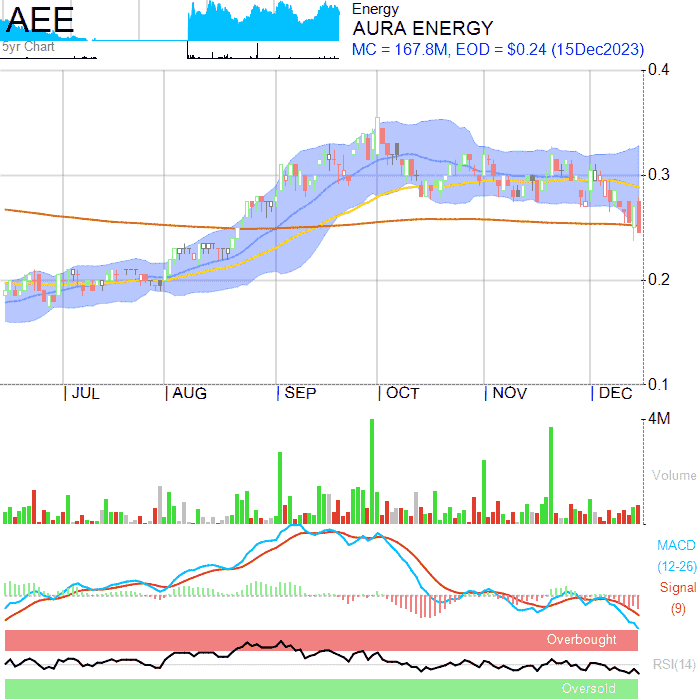 AEE
5yr Chart
Energy
AURA ENERGY
MC = 167.8M, EOD = $0.24 (15Dec2023)
0.4
0.3
0.2
0.1
JUL AUG SEP OCT NOV DEC
4M
Volume
MACD
(12-26)
Signal
(9)
Overbought
RSI(14)
Oversold